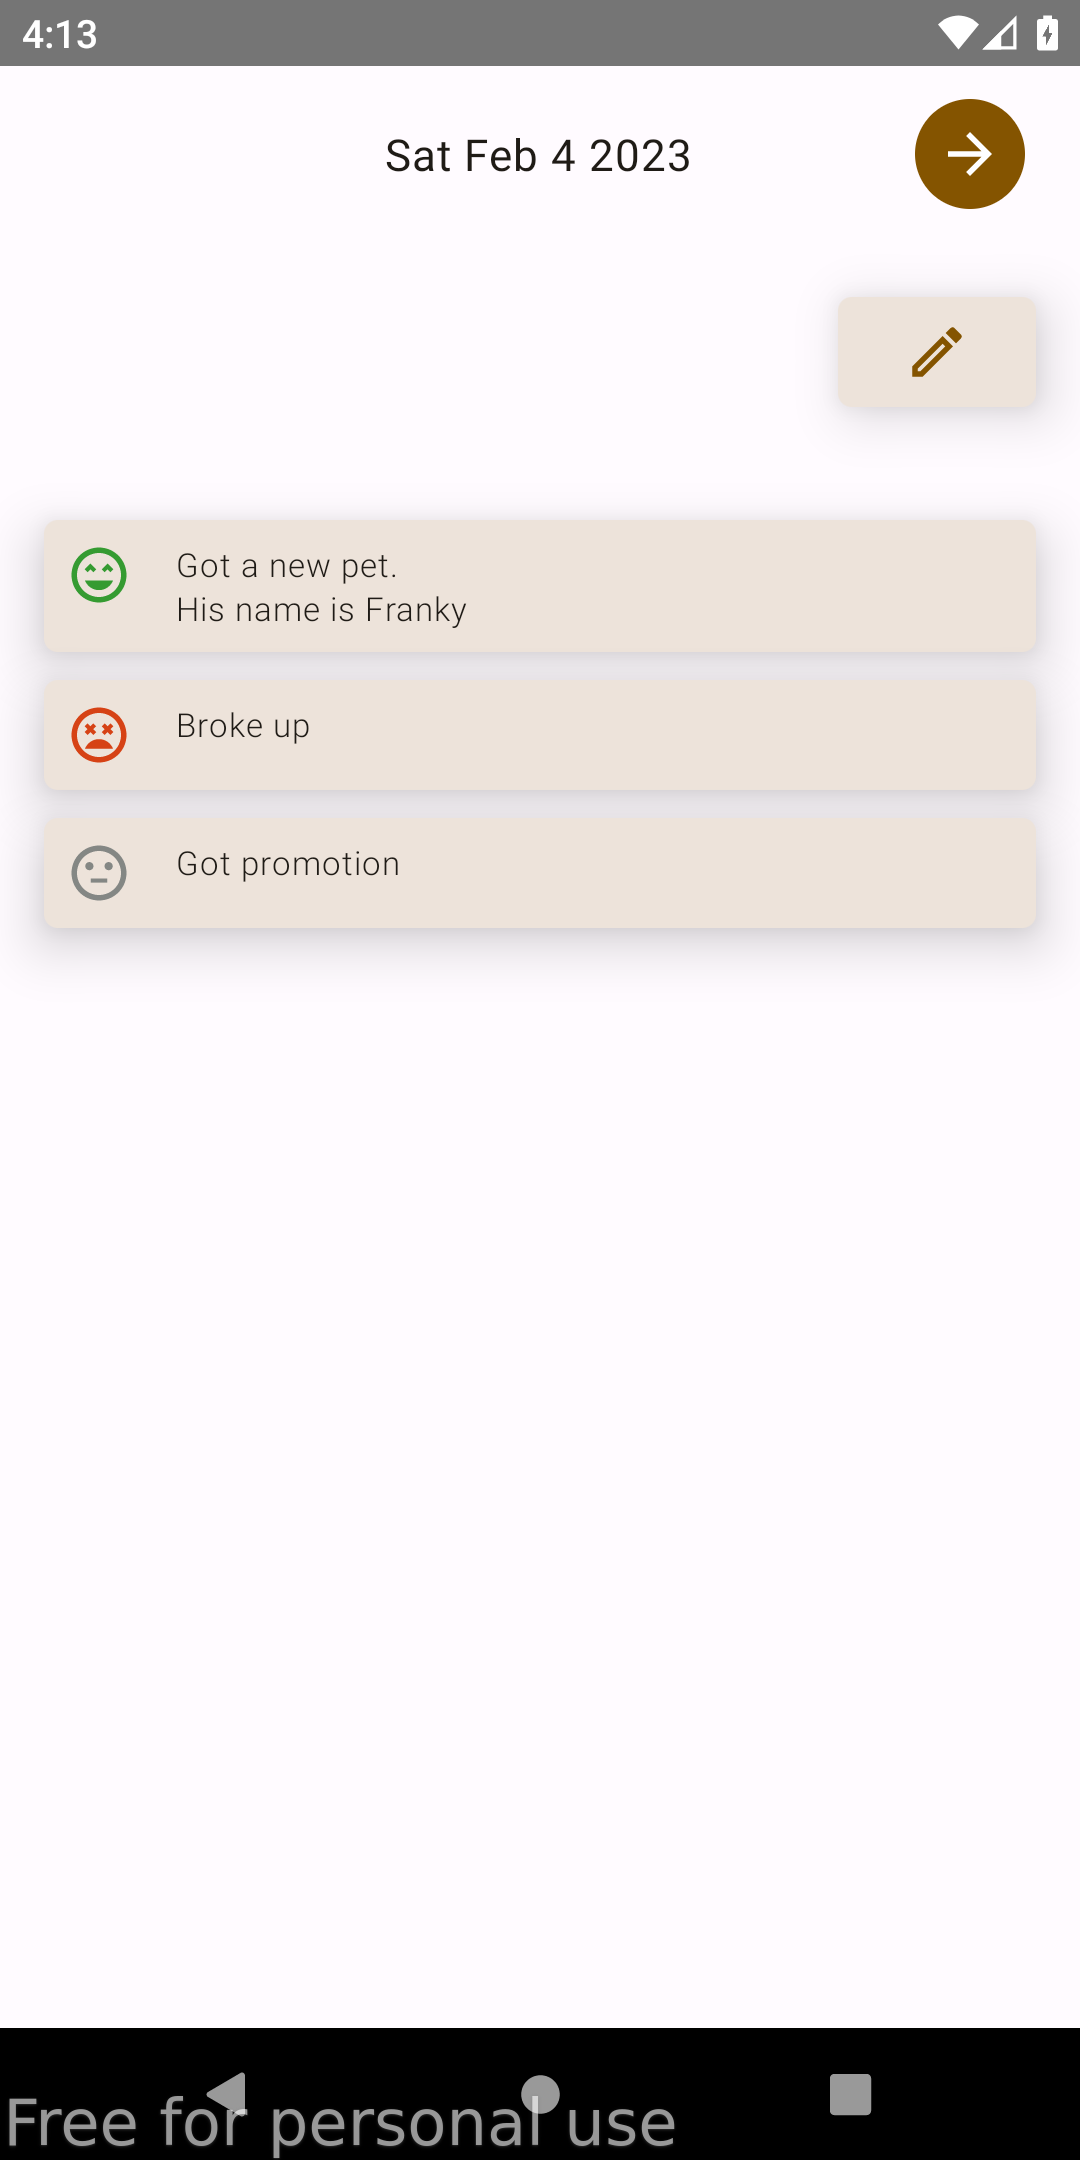 4:13
Sat Feb 4 2023
Got a new pet.
His name is Franky
Broke up
Got promotion
Free for personal use